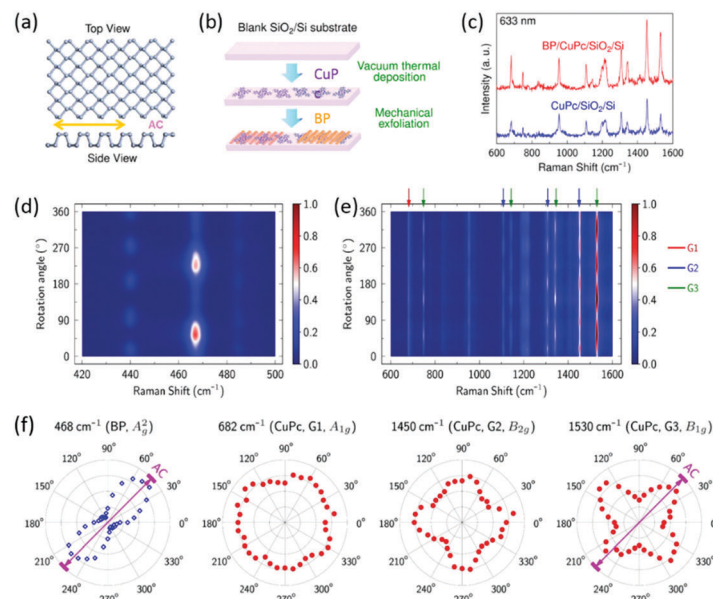 (a)
Top View
AC
Side View
(b)
Blank SiO2/Si substrate
CuP
Vacuum thermal
deposition
C
BP
Mechanical
exfoliation
(c)
633 nm
BP/CuPc/SiO2/Si
CuPc/SiO2/Si
Intensity (a. u.)
600 800 1000 1200 1400 1600
Raman Shift (cm-1)
(d)
Rotation angle (°)
360
270
180
90
0
420 440 460 480 500
Raman Shift (cm-1)
1.0
0.8
0.6
0.4
0.2
0.0
(e)
Rotation angle (°)
360
270
180
90
0
600 800 1000 1200 1400 1600
Raman Shift (cm-1)
1.0
0.8
0.6
0.4
0.2
0.0
G1
G2
G3
(f)
468 cm-1 (BP, A2g)
90°
120° 60°
AC
150° 30°
180° 0°
210° 330°
240° 300°
270°
682 cm-1 (CuPc, G1, A1g)
90°
120° 60°
150° 30°
180° 0°
210° 330°
240° 300°
270°
1450 cm-1 (CuPc, G2, B2g)
90°
120° 60°
150° 30°
180° 0°
210° 330°
240° 300°
270°
1530 cm-1 (CuPc, G3, B1g)
90°
120° 60°
AC
150° 30°
180° 0°
210° 330°
240° 300°
270°